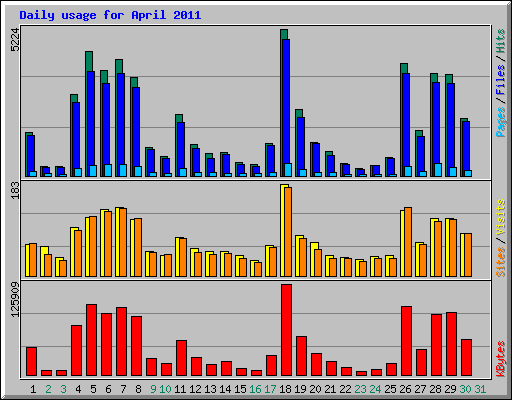 Daily usage for April 2011
5224
Pages / Files / Hits
183
Sites / Visits
125909
KBytes
1 2 3 4 5 6 7 8 9 10 11 12 13 14 15 16 17 18 19 20 21 22 23 24 25 26 27 28 29 30 31